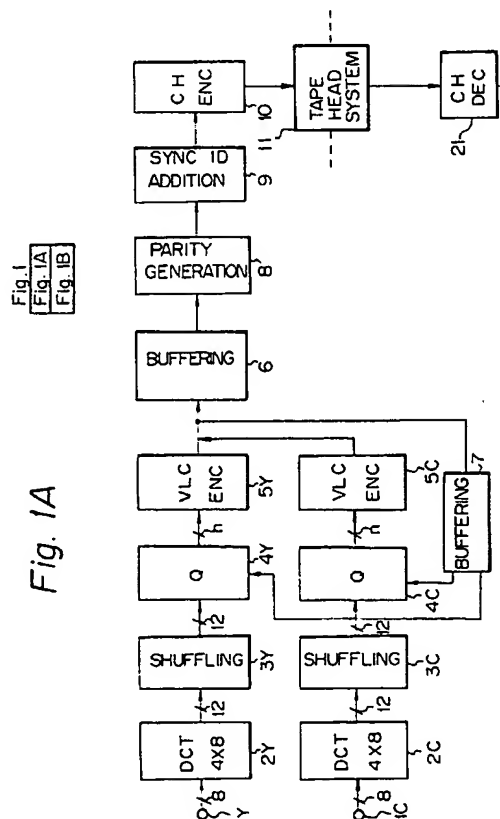 Fig. 1
Fig. 1A
Fig. 1B
Fig. 1A
1Y
8
DCT
4X8
2Y
12
SHUFFLING
3Y
12
Q
4Y
n
VLC
ENC
5Y
BUFFERING
6
PARITY
GENERATION
8
SYNC ID
ADDITION
9
CH
ENC
10
TAPE
HEAD
SYSTEM
11
CH
DEC
21
1C
8
DCT
4X8
2C
12
SHUFFLING
3C
12
Q
4C
n
VLC
ENC
5C
BUFFERING
7